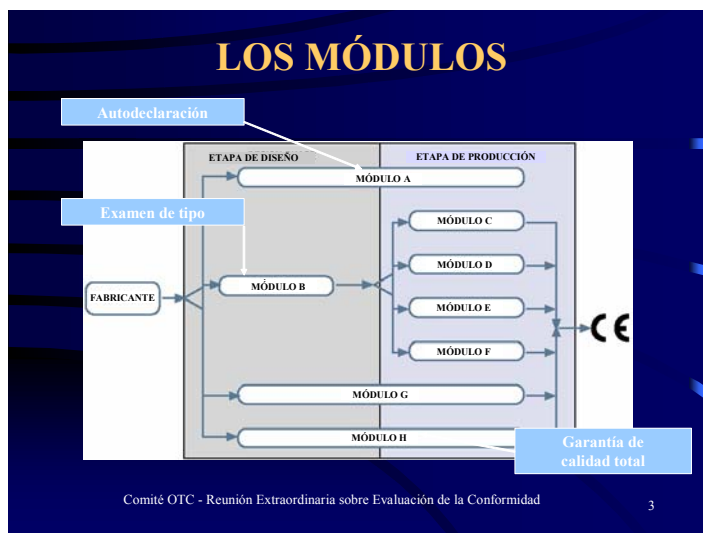 LOS MÓDULOS
Autodeclaración
ETAPA DE DISEÑO
ETAPA DE PRODUCCIÓN
MÓDULO A
Examen de tipo
MÓDULO C
MÓDULO D
FABRICANTE
MÓDULO B
MÓDULO E
CE
MÓDULO F
MÓDULO G
MÓDULO H
Garantía de
calidad total
Comité OTC - Reunión Extraordinaria sobre Evaluación de la Conformidad
3